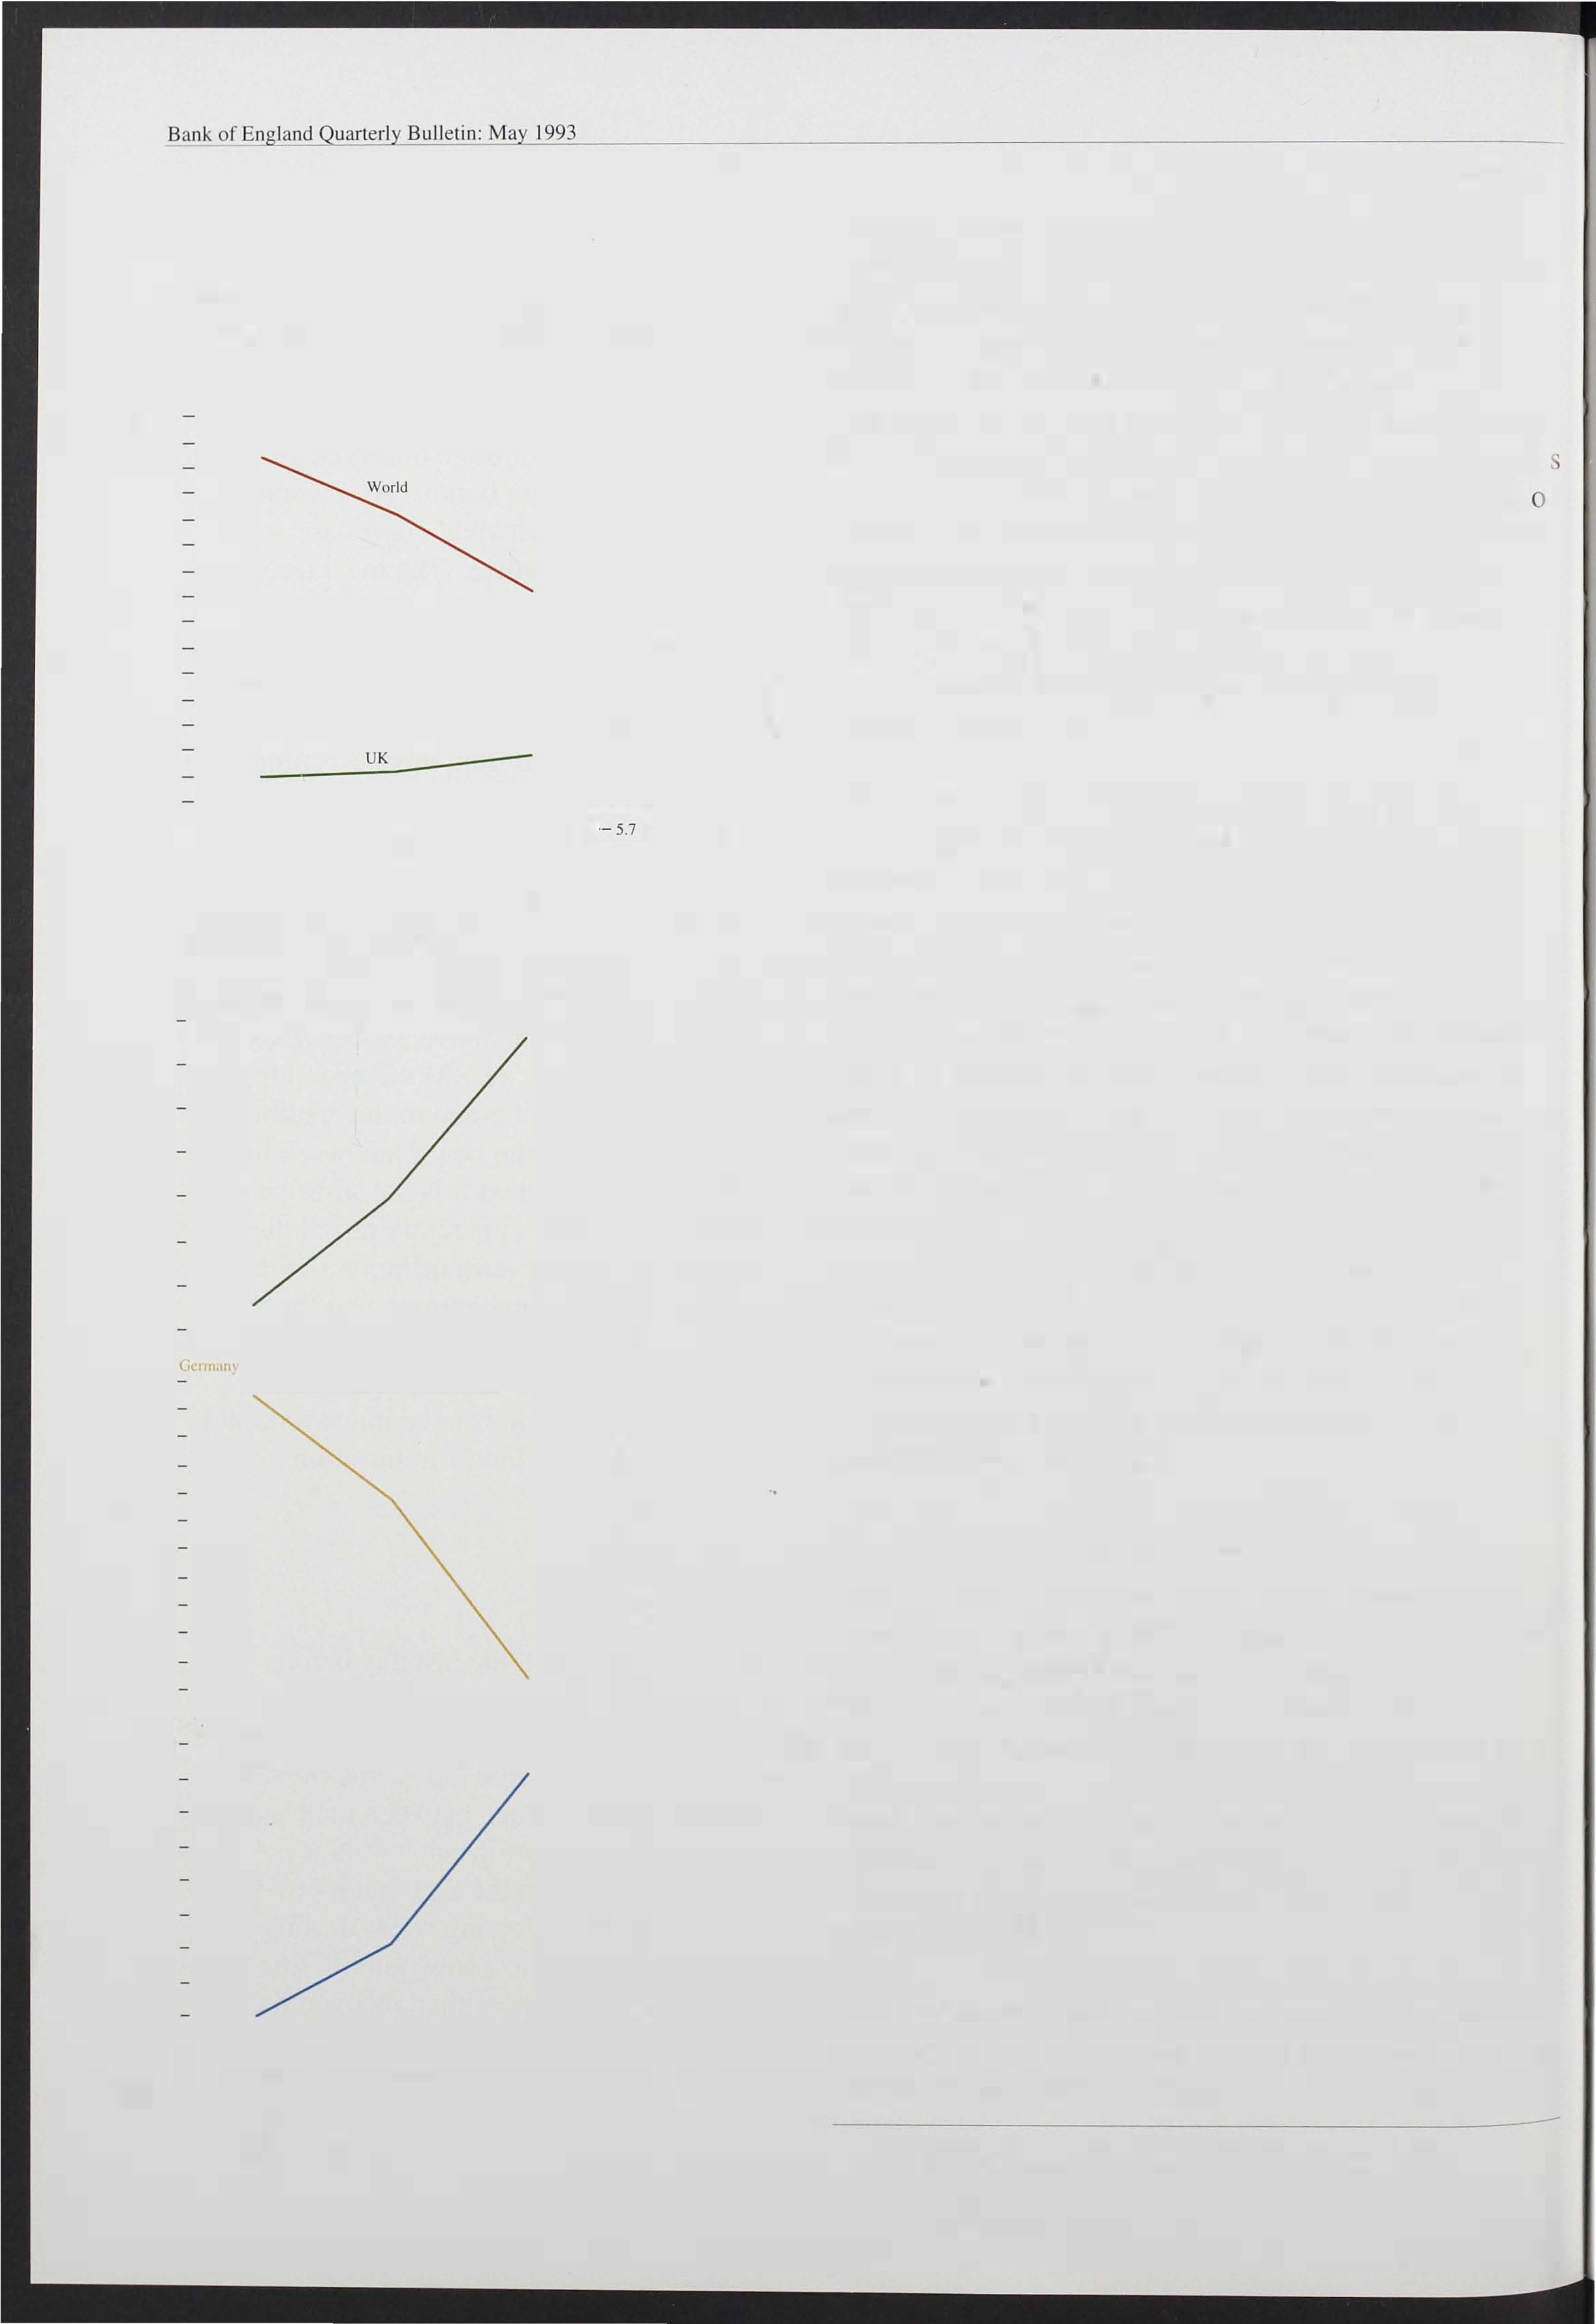 Bank of England Quarterly Bulletin: May 1993
S
World
O
UK
– 5.7
Germany